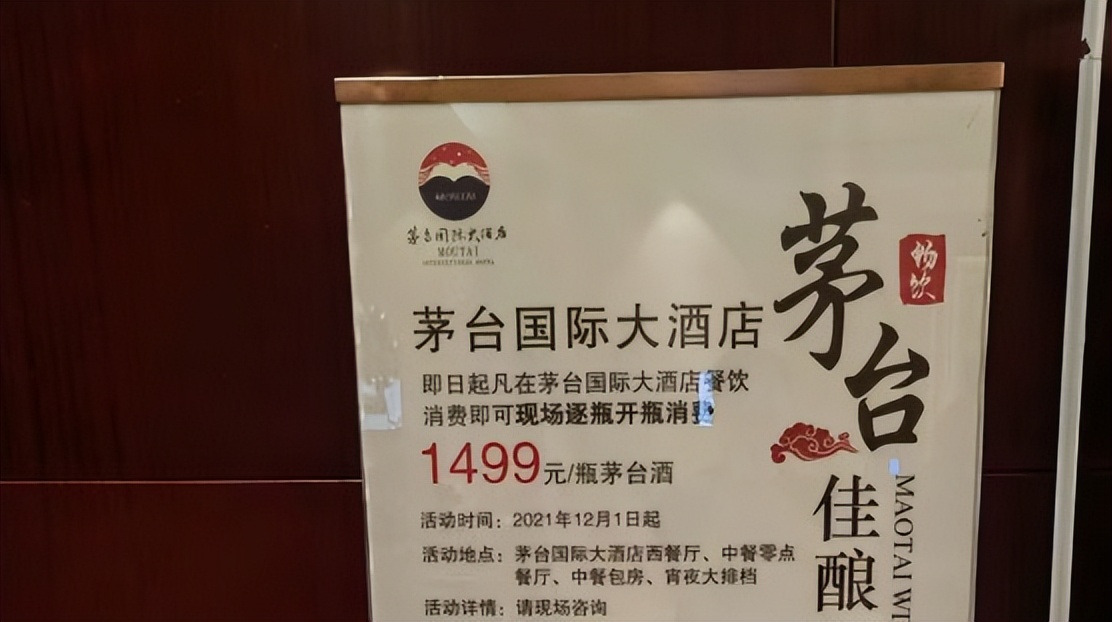 MOUTAI
茅台国际大酒店
MOUTAI
茅台国际大酒店
即日起凡在茅台国际大酒店餐饮
消费即可现场逐瓶开瓶消费
1499元/瓶茅台酒
活动时间：2021年12月1日起
活动地点：茅台国际大酒店西餐厅、中餐零点
餐厅、中餐包房、宵夜大排档
活动详情：请现场咨询
茅台
畅饮
佳酿
MAOTAI WI